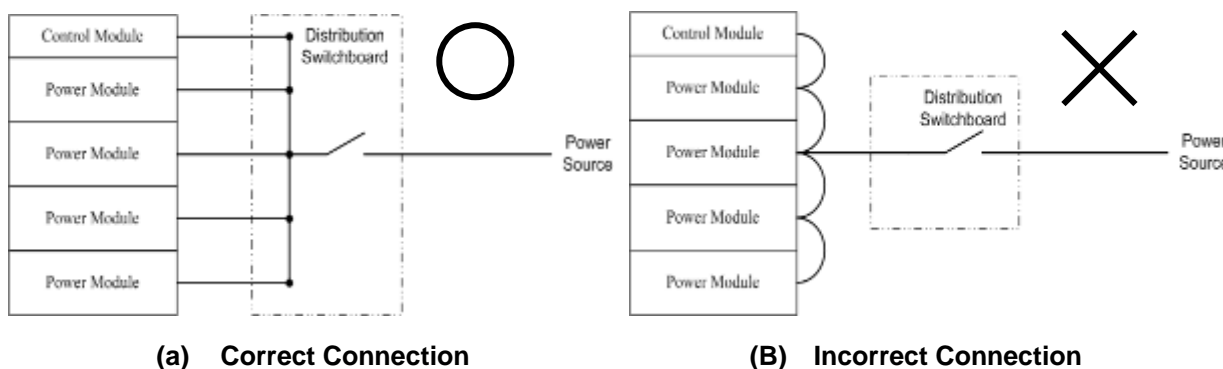 Control Module
Power Module
Power Module
Power Module
Power Module
Distribution
Switchboard
Power
Source
(a) Correct Connection
Control Module
Power Module
Power Module
Power Module
Power Module
Distribution
Switchboard
Power
Source
(B) Incorrect Connection